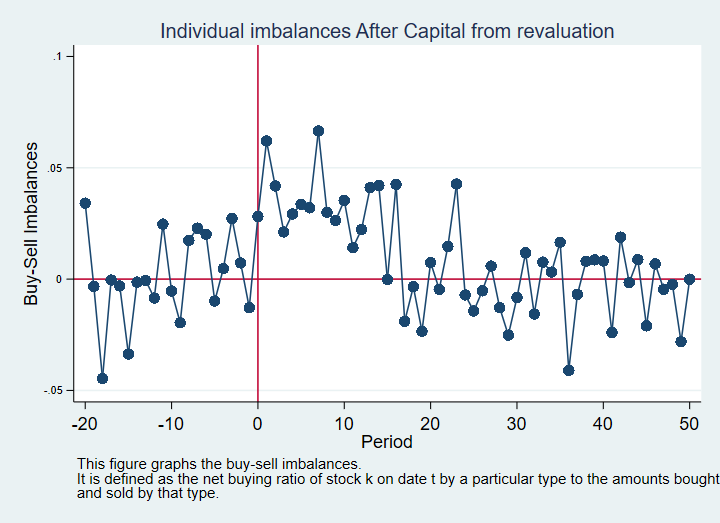 Individual imbalances After Capital from revaluation
.1
.05
0
-.05
Buy-Sell Imbalances
-20 -10 0 10 20 30 40 50
Period
This figure graphs the buy-sell imbalances.
It is defined as the net buying ratio of stock k on date t by a particular type to the amounts bought
and sold by that type.